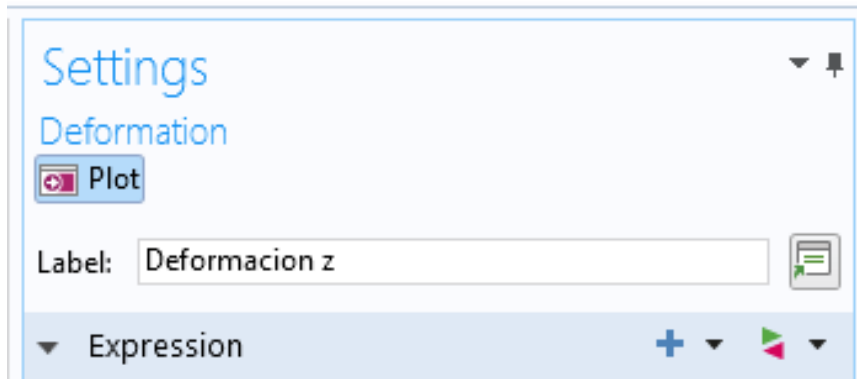 Settings
Deformation
Plot
Label: Deformacion z
Expression